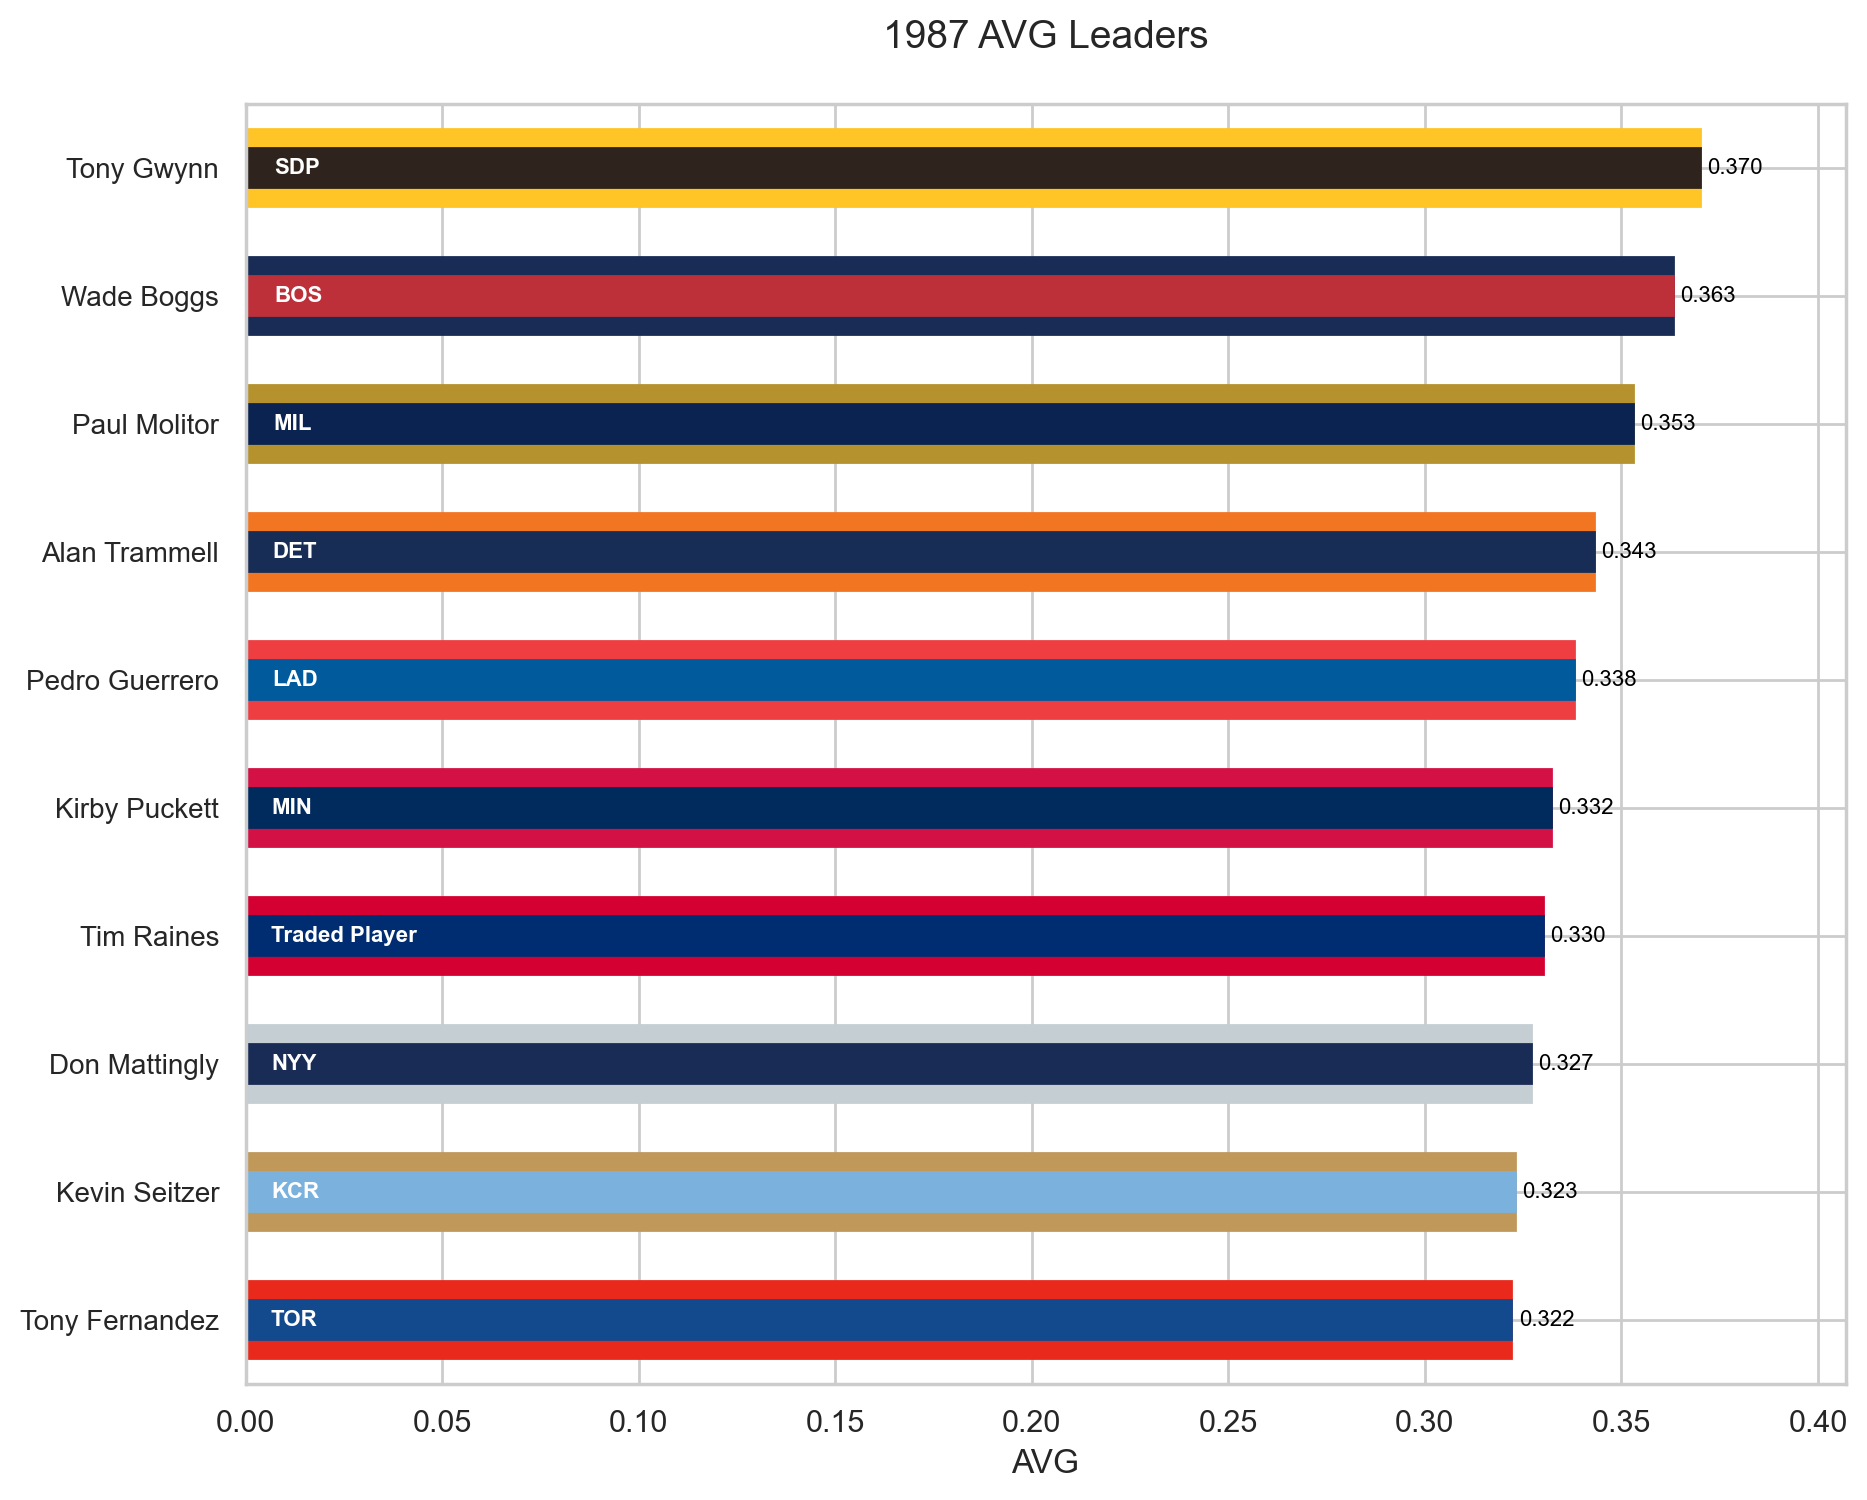 1987 AVG Leaders
Tony Gwynn SDP 0.370
Wade Boggs BOS 0.363
Paul Molitor MIL 0.353
Alan Trammell DET 0.343
Pedro Guerrero LAD 0.338
Kirby Puckett MIN 0.332
Tim Raines Traded Player 0.330
Don Mattingly NYY 0.327
Kevin Seitzer KCR 0.323
Tony Fernandez TOR 0.322
0.00 0.05 0.10 0.15 0.20 0.25 0.30 0.35 0.40
AVG